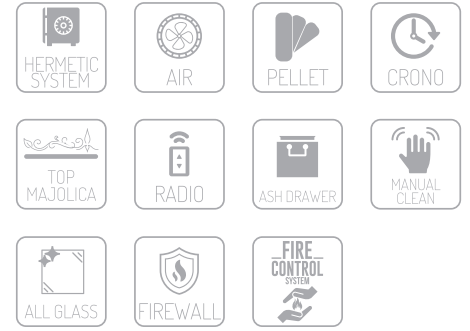 HERMETIC
SYSTEM
AIR
PELLET
CRONO
TOP
MAJOLICA
RADIO
ASH DRAWER
MANUAL
CLEAN
ALL GLASS
FIREWALL
FIRE
CONTROL
SYSTEM